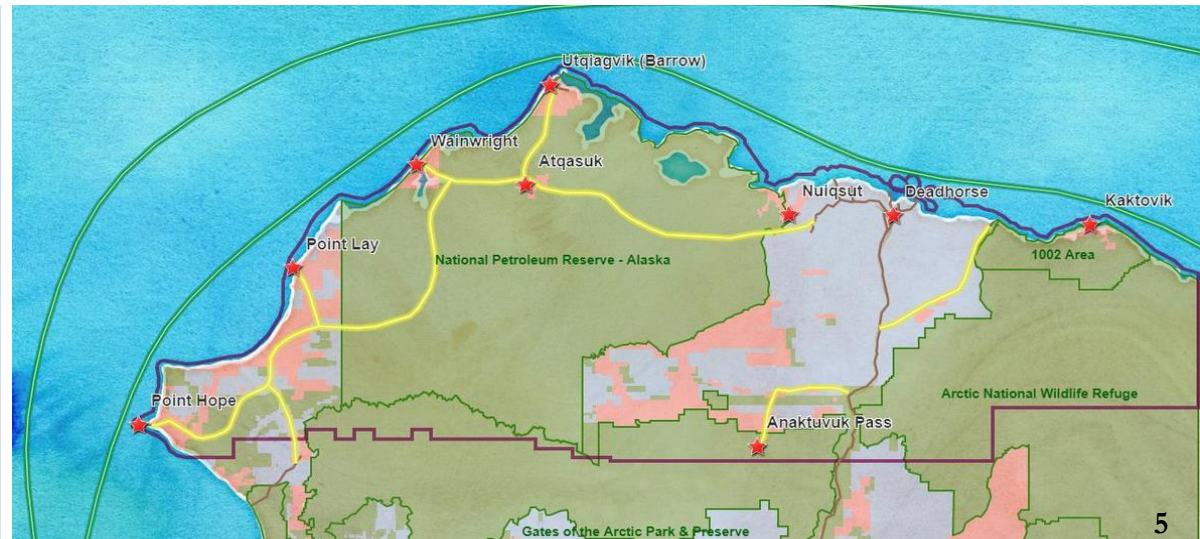 Utqiagvik (Barrow)
Wainwright
Atqasuk
Nuiqsut
Deadhorse
Kaktovik
Point Lay
1002 Area
National Petroleum Reserve - Alaska
Point Hope
Arctic National Wildlife Refuge
Anaktuvuk Pass
Gates of the Arctic Park & Preserve
5